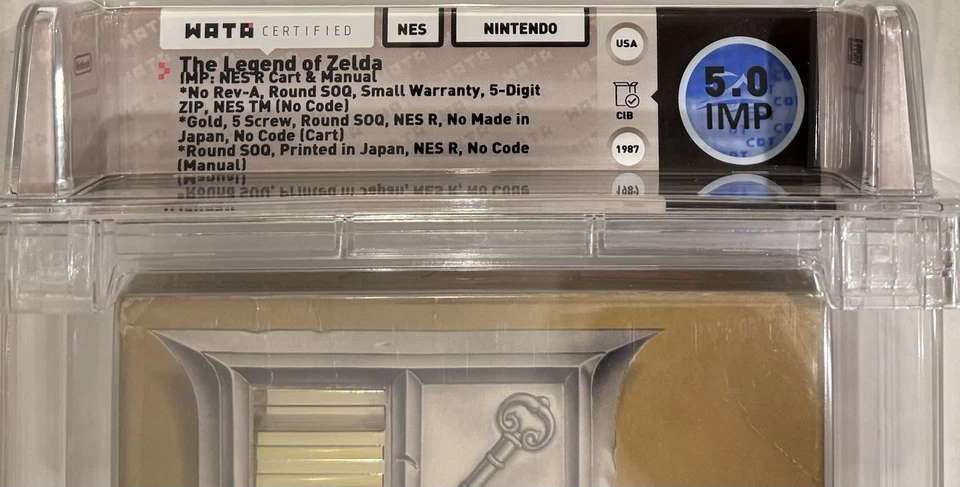 WATA CERTIFIED
NES
NINTENDO
The Legend of Zelda
IMP: NES R Cart & Manual
*No Rev-A, Round SOQ, Small Warranty, 5-Digit
ZIP, NES TM (No Code)
*Gold, 5 Screw, Round SOQ, NES R, No Made in
Japan, No Code (Cart)
*Round SOQ, Printed in Japan, NES R, No Code
(Manual)
USA
CIB
1987
5.0
IMP